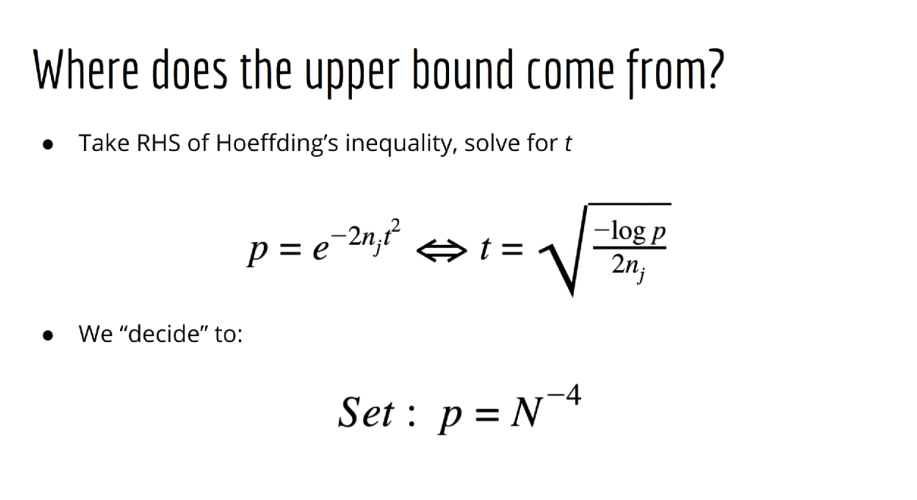 Where does the upper bound come from?
● Take RHS of Hoeffding’s inequality, solve for t
p = e^{-2n_j t^2} ⇔ t = \sqrt{\frac{-\log p}{2n_j}}
● We “decide” to:
Set : p = N^{-4}